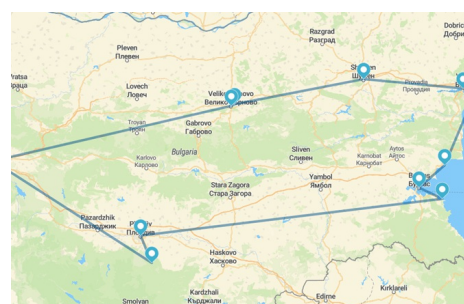 Razgrad
Разград
Dobric
Добри
Pleven
Плевен
Vratsa
Враца
Shumen
Шумен
Provadia
Провадия
Lovech
Ловеч
Veliko Tarnovo
Велико Търново
Troyan
Троян
Gabrovo
Габрово
Karlovo
Карлово
Bulgaria
Sliven
Сливен
Karnobat
Карнобат
Aytos
Айтос
Stara Zagora
Стара Загора
Yambol
Ямбол
Burgas
Бургас
Pazardzhik
Пазарджик
Plovdiv
Пловдив
Haskovo
Хасково
Smolyan
Kardzhali
Кърджали
Edirne
Kırklareli